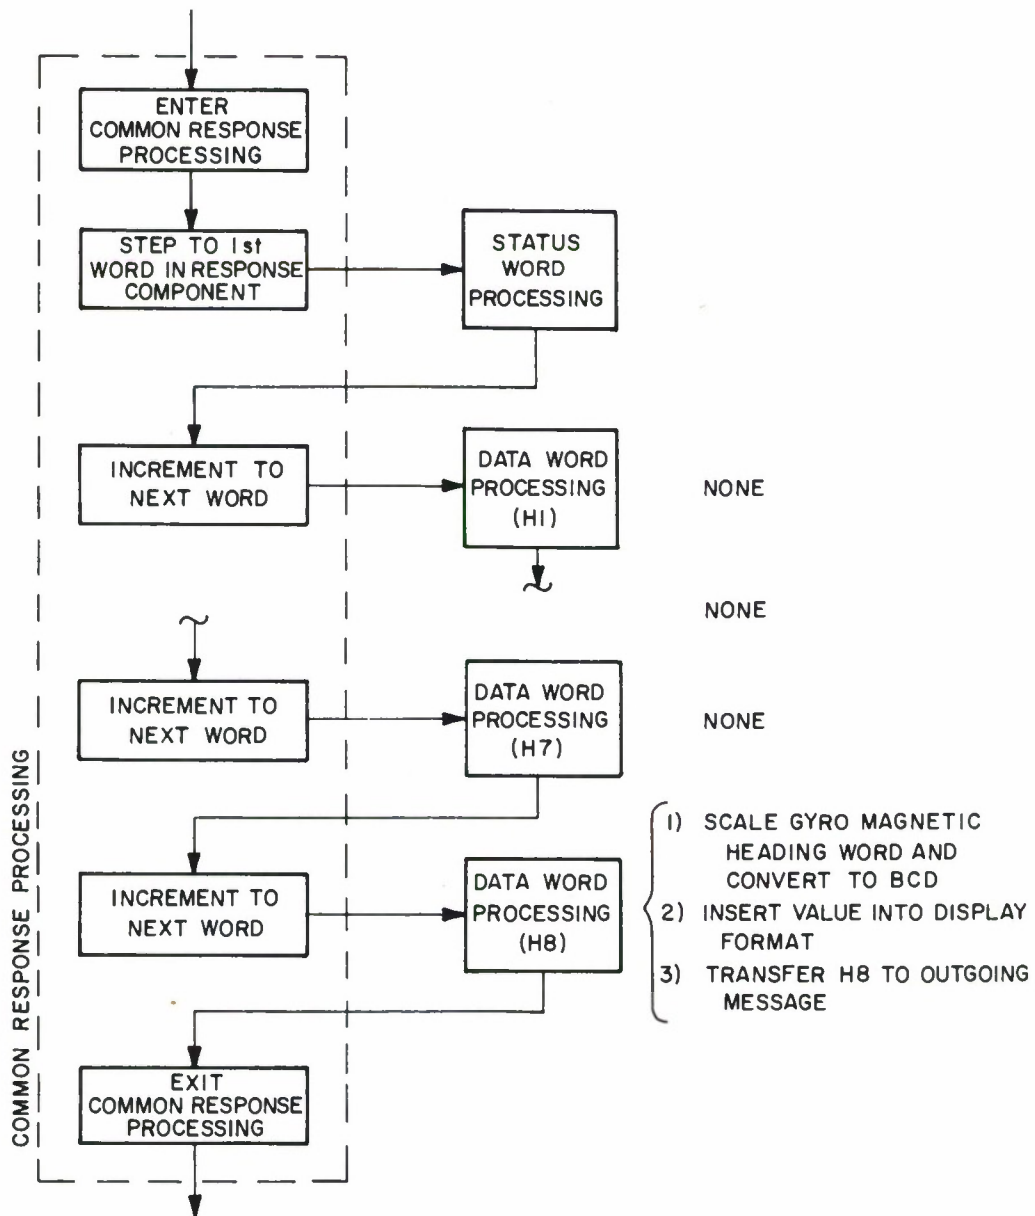 ENTER
COMMON RESPONSE
PROCESSING
STEP TO 1st
WORD IN RESPONSE
COMPONENT
STATUS
WORD
PROCESSING
INCREMENT TO
NEXT WORD
DATA WORD
PROCESSING
(H1)
NONE
NONE
INCREMENT TO
NEXT WORD
DATA WORD
PROCESSING
(H7)
NONE
INCREMENT TO
NEXT WORD
DATA WORD
PROCESSING
(H8)
1) SCALE GYRO MAGNETIC
HEADING WORD AND
CONVERT TO BCD
2) INSERT VALUE INTO DISPLAY
FORMAT
3) TRANSFER H8 TO OUTGOING
MESSAGE
EXIT
COMMON RESPONSE
PROCESSING
COMMON RESPONSE PROCESSING